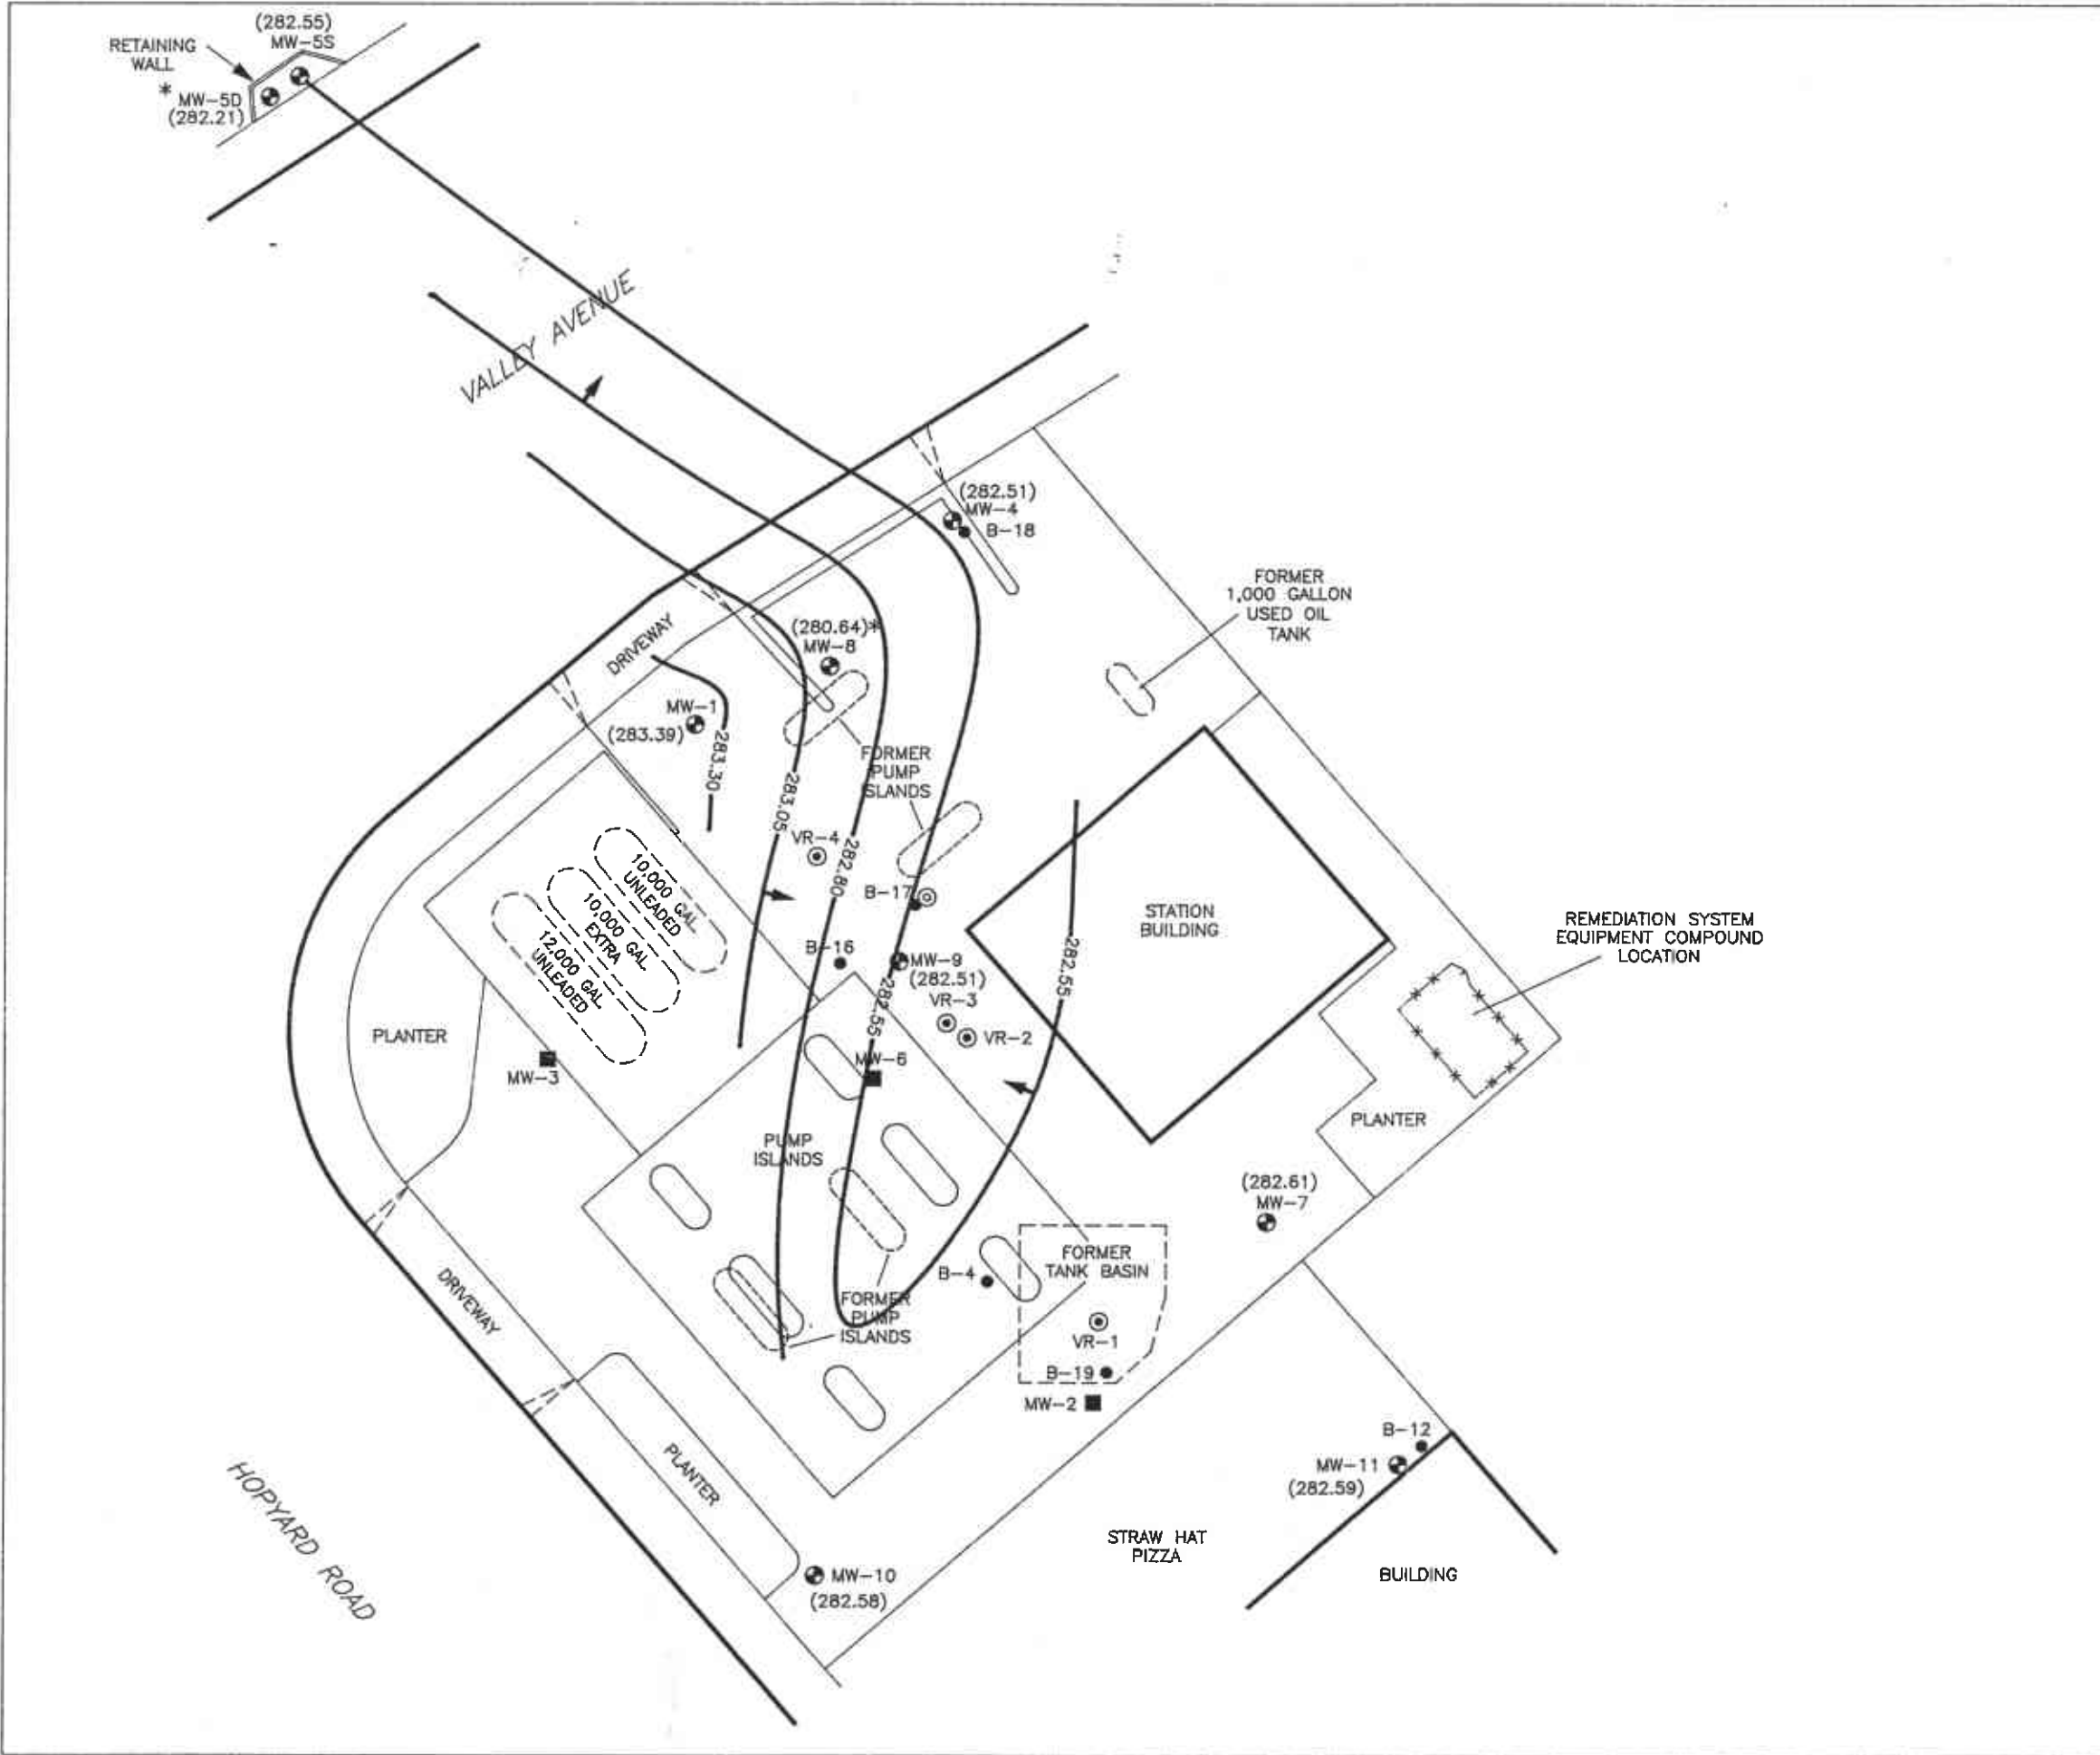 (282.55)
MW-5S
RETAINING
WALL
* MW-5D
(282.21)
VALLEY AVENUE
(282.51)
MW-4
B-18
FORMER
1,000 GALLON
USED OIL
TANK
DRIVEWAY
(280.64)*
MW-8
MW-1
(283.39)
283.30
283.05
FORMER
PUMP
ISLANDS
VR-4
282.80
B-17
10,000 GAL.
UNLEADED
10,000 GAL.
EXTRA
12,000 GAL.
UNLEADED
STATION
BUILDING
REMEDIATION SYSTEM
EQUIPMENT COMPOUND
LOCATION
B-16
MW-9
(282.51)
282.55
282.55
VR-3
VR-2
PLANTER
MW-3
MW-6
PUMP
ISLANDS
PLANTER
(282.61)
MW-7
FORMER
TANK BASIN
B-4
DRIVEWAY
FORMER
PUMP
ISLANDS
VR-1
B-19
MW-2
B-12
MW-11
(282.59)
PLANTER
HOPYARD ROAD
STRAW HAT
PIZZA
BUILDING
MW-10
(282.58)